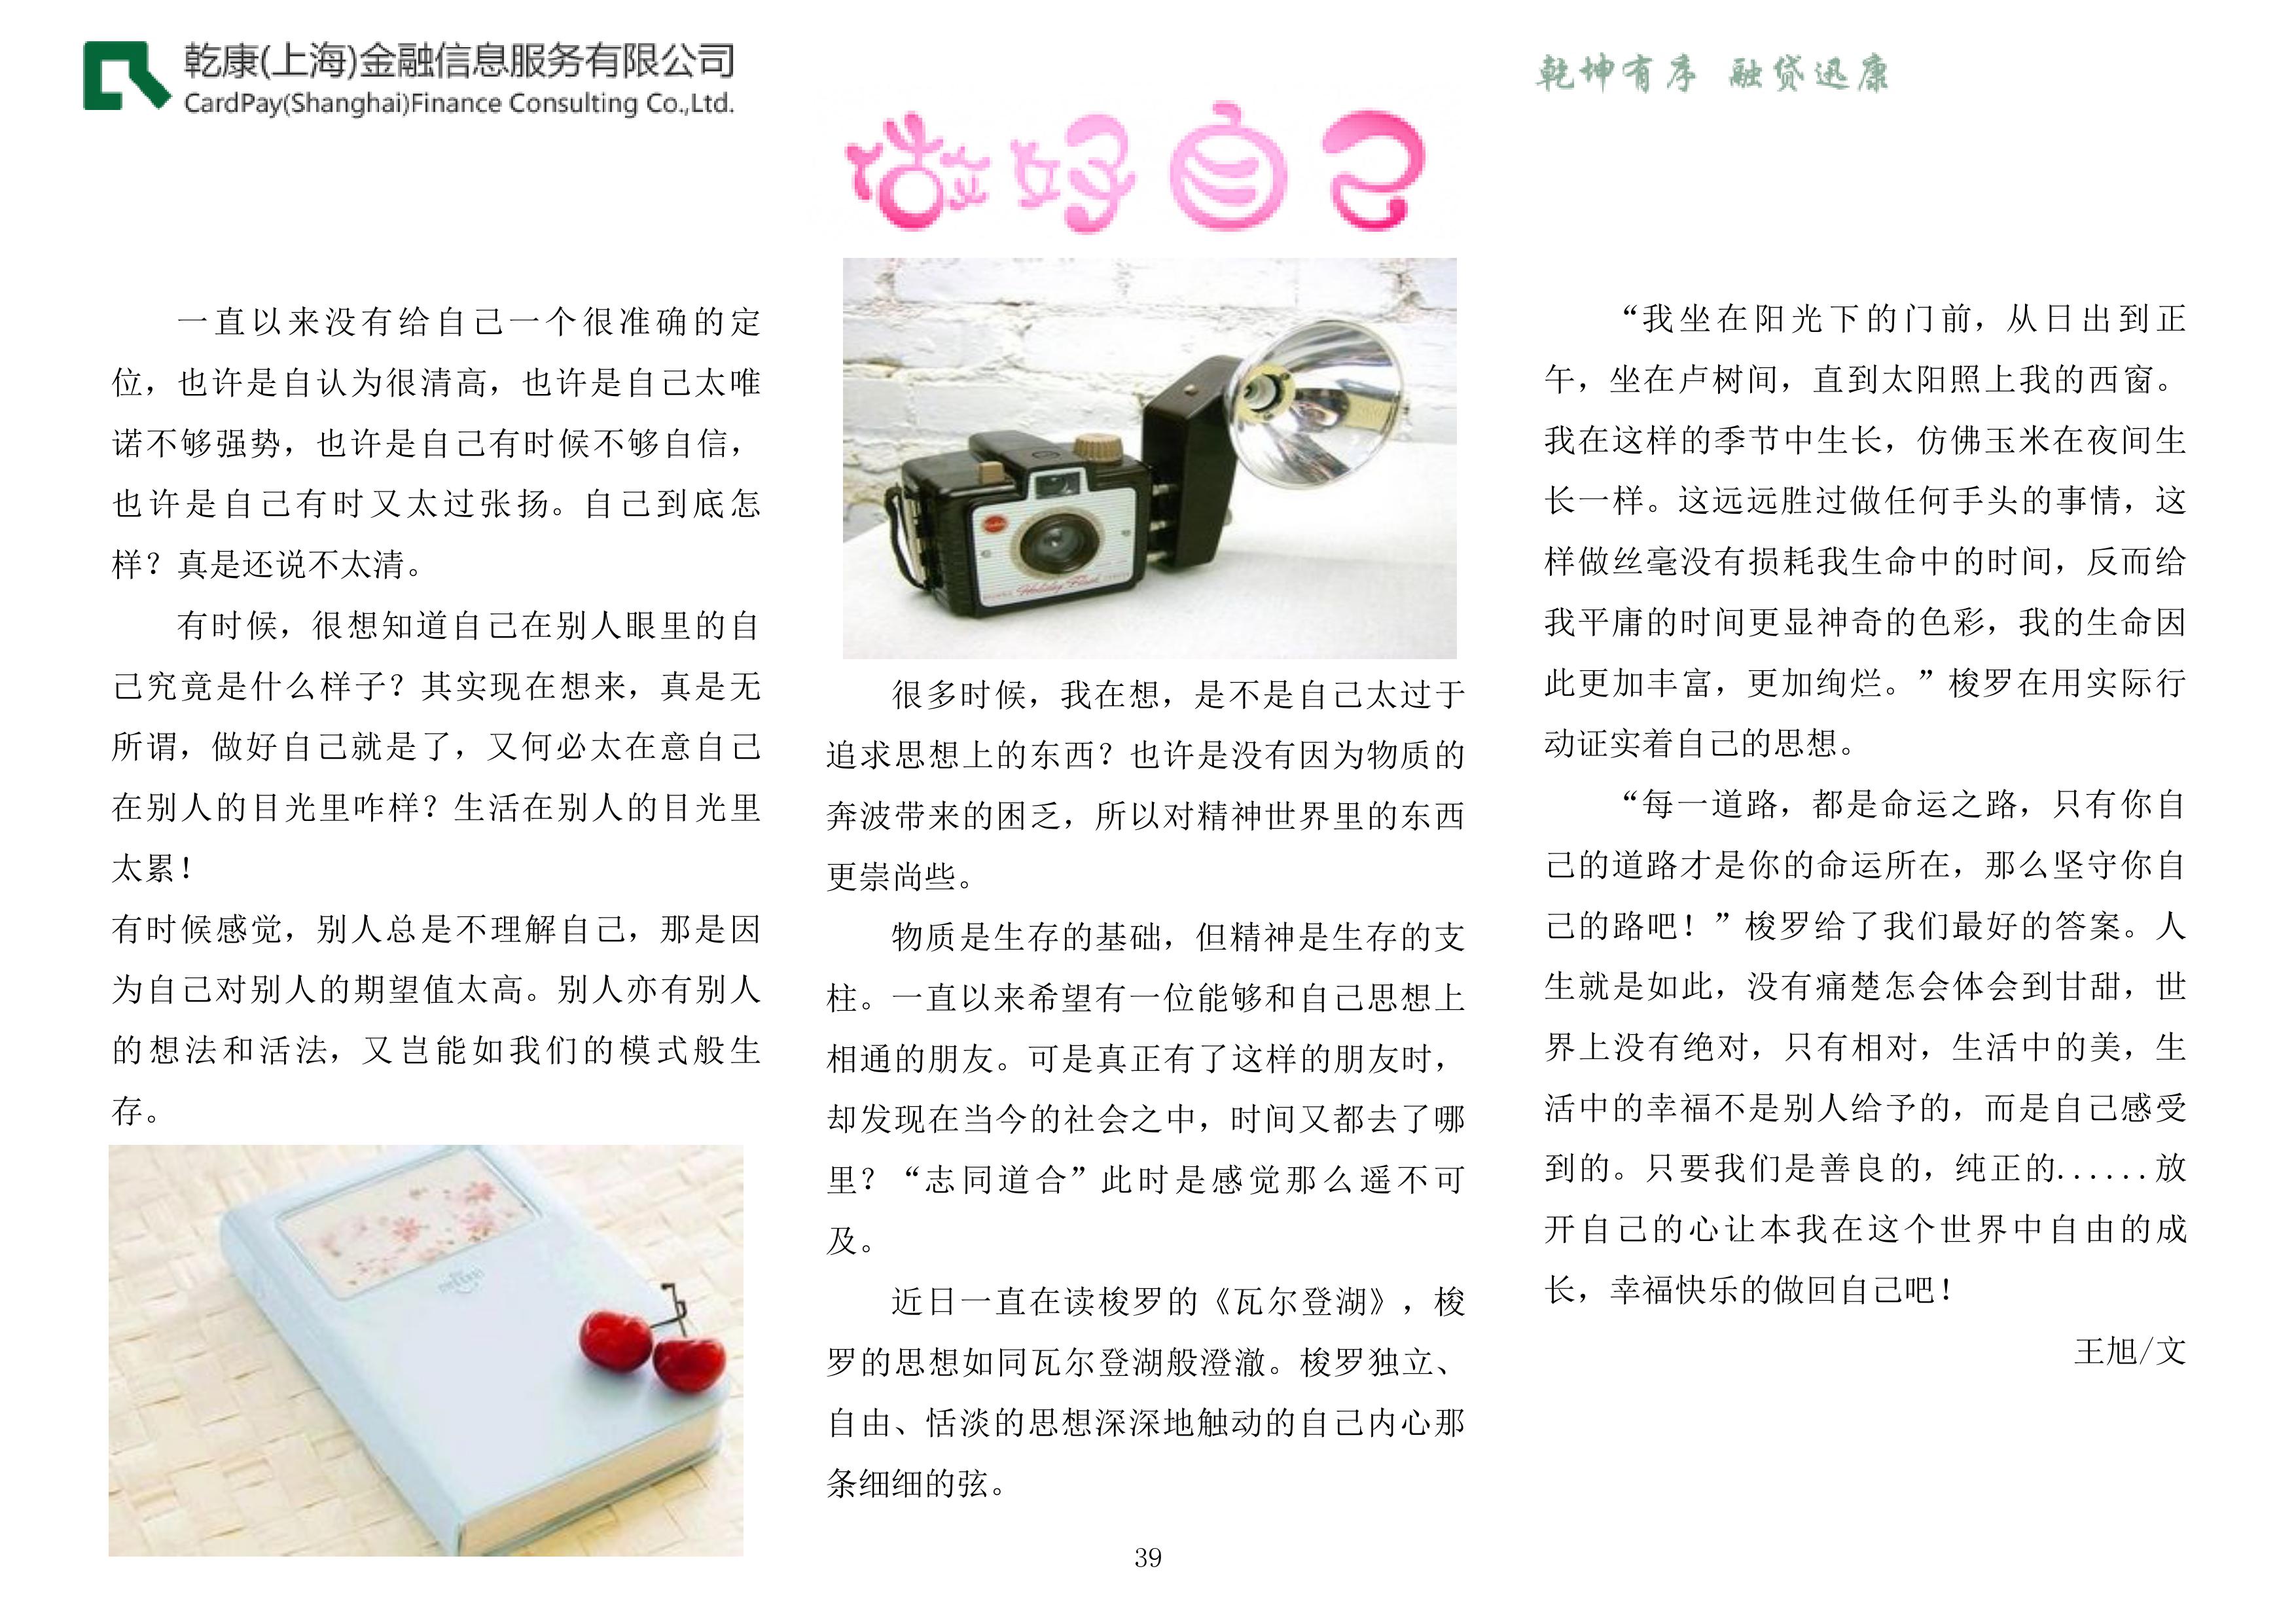 乾康(上海)金融信息服务有限公司
CardPay(Shanghai)Finance Consulting Co.,Ltd.
乾坤有序 融贷迅康
做好自己
一直以来没有给自己一个很准确的定
位，也许是自认为很清高，也许是自己太唯
诺不够强势，也许是自己有时候不够自信，
也许是自己有时又太过张扬。自己到底怎
样？真是还说不太清。
有时候，很想知道自己在别人眼里的自
己究竟是什么样子？其实现在想来，真是无
所谓，做好自己就是了，又何必太在意自己
在别人的目光里咋样？生活在别人的目光里
太累！
有时候感觉，别人总是不理解自己，那是因
为自己对别人的期望值太高。别人亦有别人
的想法和活法，又岂能如我们的模式般生
存。
Holiday Flash
很多时候，我在想，是不是自己太过于
追求思想上的东西？也许是没有因为物质的
奔波带来的困乏，所以对精神世界里的东西
更崇尚些。
物质是生存的基础，但精神是生存的支
柱。一直以来希望有一位能够和自己思想上
相通的朋友。可是真正有了这样的朋友时，
却发现在当今的社会之中，时间又都去了哪
里？“志同道合”此时是感觉那么遥不可
及。
近日一直在读梭罗的《瓦尔登湖》，梭
罗的思想如同瓦尔登湖般澄澈。梭罗独立、
自由、恬淡的思想深深地触动的自己内心那
条细细的弦。
“我坐在阳光下的门前，从日出到正
午，坐在卢树间，直到太阳照上我的西窗。
我在这样的季节中生长，仿佛玉米在夜间生
长一样。这远远胜过做任何手头的事情，这
样做丝毫没有损耗我生命中的时间，反而给
我平庸的时间更显神奇的色彩，我的生命因
此更加丰富，更加绚烂。”梭罗在用实际行
动证实着自己的思想。
“每一道路，都是命运之路，只有你自
己的道路才是你的命运所在，那么坚守你自
己的路吧！”梭罗给了我们最好的答案。人
生就是如此，没有痛楚怎会体会到甘甜，世
界上没有绝对，只有相对，生活中的美，生
活中的幸福不是别人给予的，而是自己感受
到的。只要我们是善良的，纯正的......放
开自己的心让本我在这个世界中自由的成
长，幸福快乐的做回自己吧！
王旭/文
39